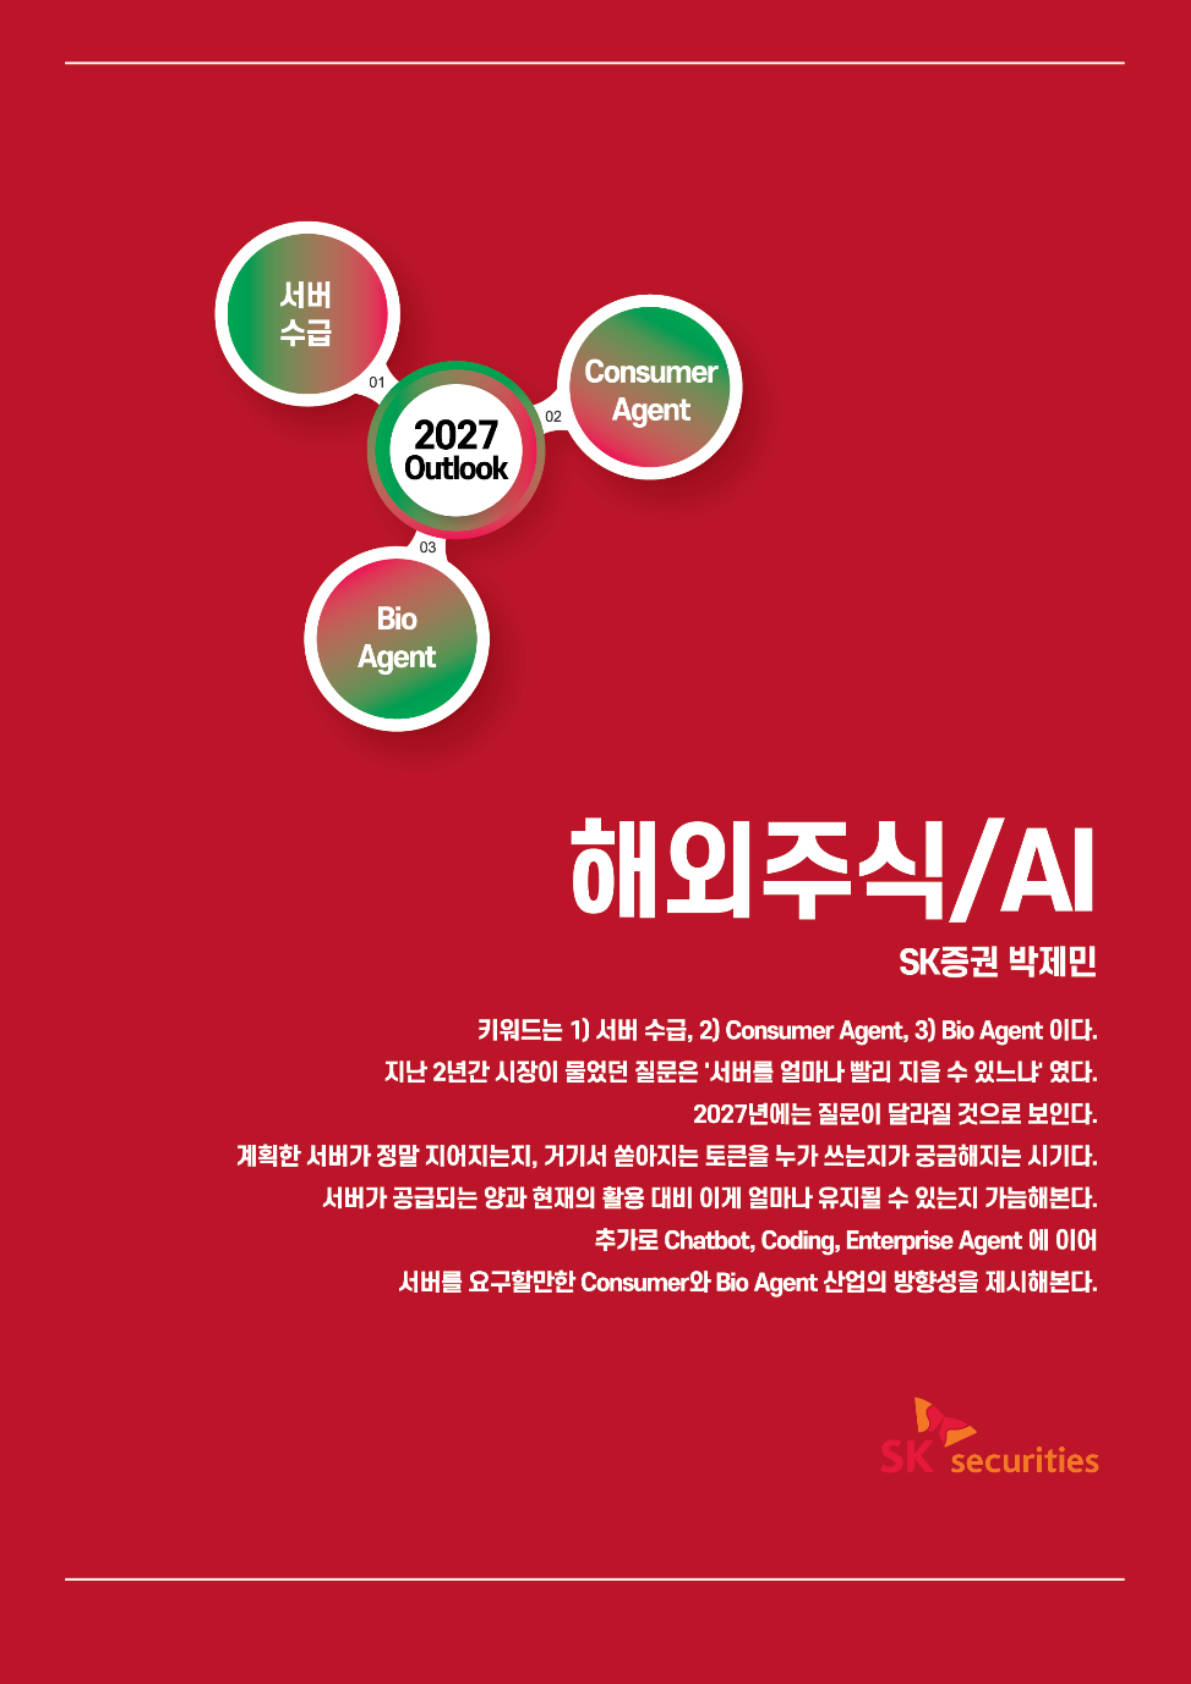 서버
수급
01
Consumer
Agent
02
2027
Outlook
03
Bio
Agent
해외주식/AI
SK증권 박제민
키워드는 1) 서버 수급, 2) Consumer Agent, 3) Bio Agent 이다.
지난 2년간 시장이 물었던 질문은 '서버를 얼마나 빨리 지을 수 있느냐' 였다.
2027년에는 질문이 달라질 것으로 보인다.
계획한 서버가 정말 지어지는지, 거기서 쏟아지는 토큰을 누가 쓰는지가 궁금해지는 시기다.
서버가 공급되는 양과 현재의 활용 대비 이게 얼마나 유지될 수 있는지 가늠해본다.
추가로 Chatbot, Coding, Enterprise Agent 에 이어
서버를 요구할만한 Consumer와 Bio Agent 산업의 방향성을 제시해본다.
SK securities